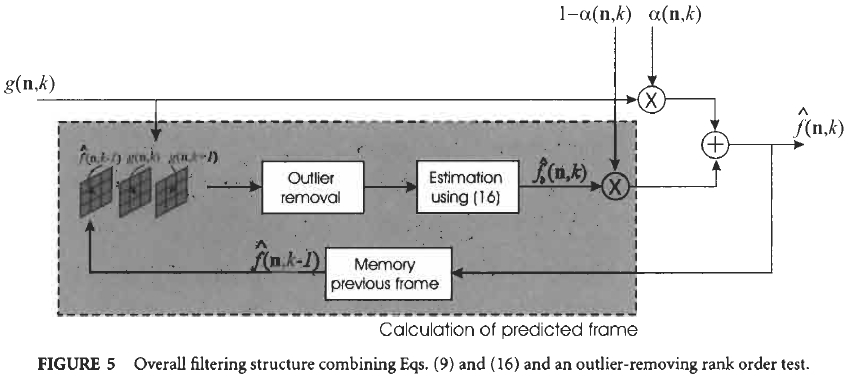 1−α(n,k) α(n,k)
g(n,k)
f̂(n,k)
f̂(n,k-1) g(n,k) g(n,k+1)
Outlier
removal
Estimation
using (16)
f̂b(n,k)
X
X
+
f̂(n,k-1)
Memory
previous frame
Calculation of predicted frame
FIGURE 5 Overall filtering structure combining Eqs. (9) and (16) and an outlier-removing rank order test.